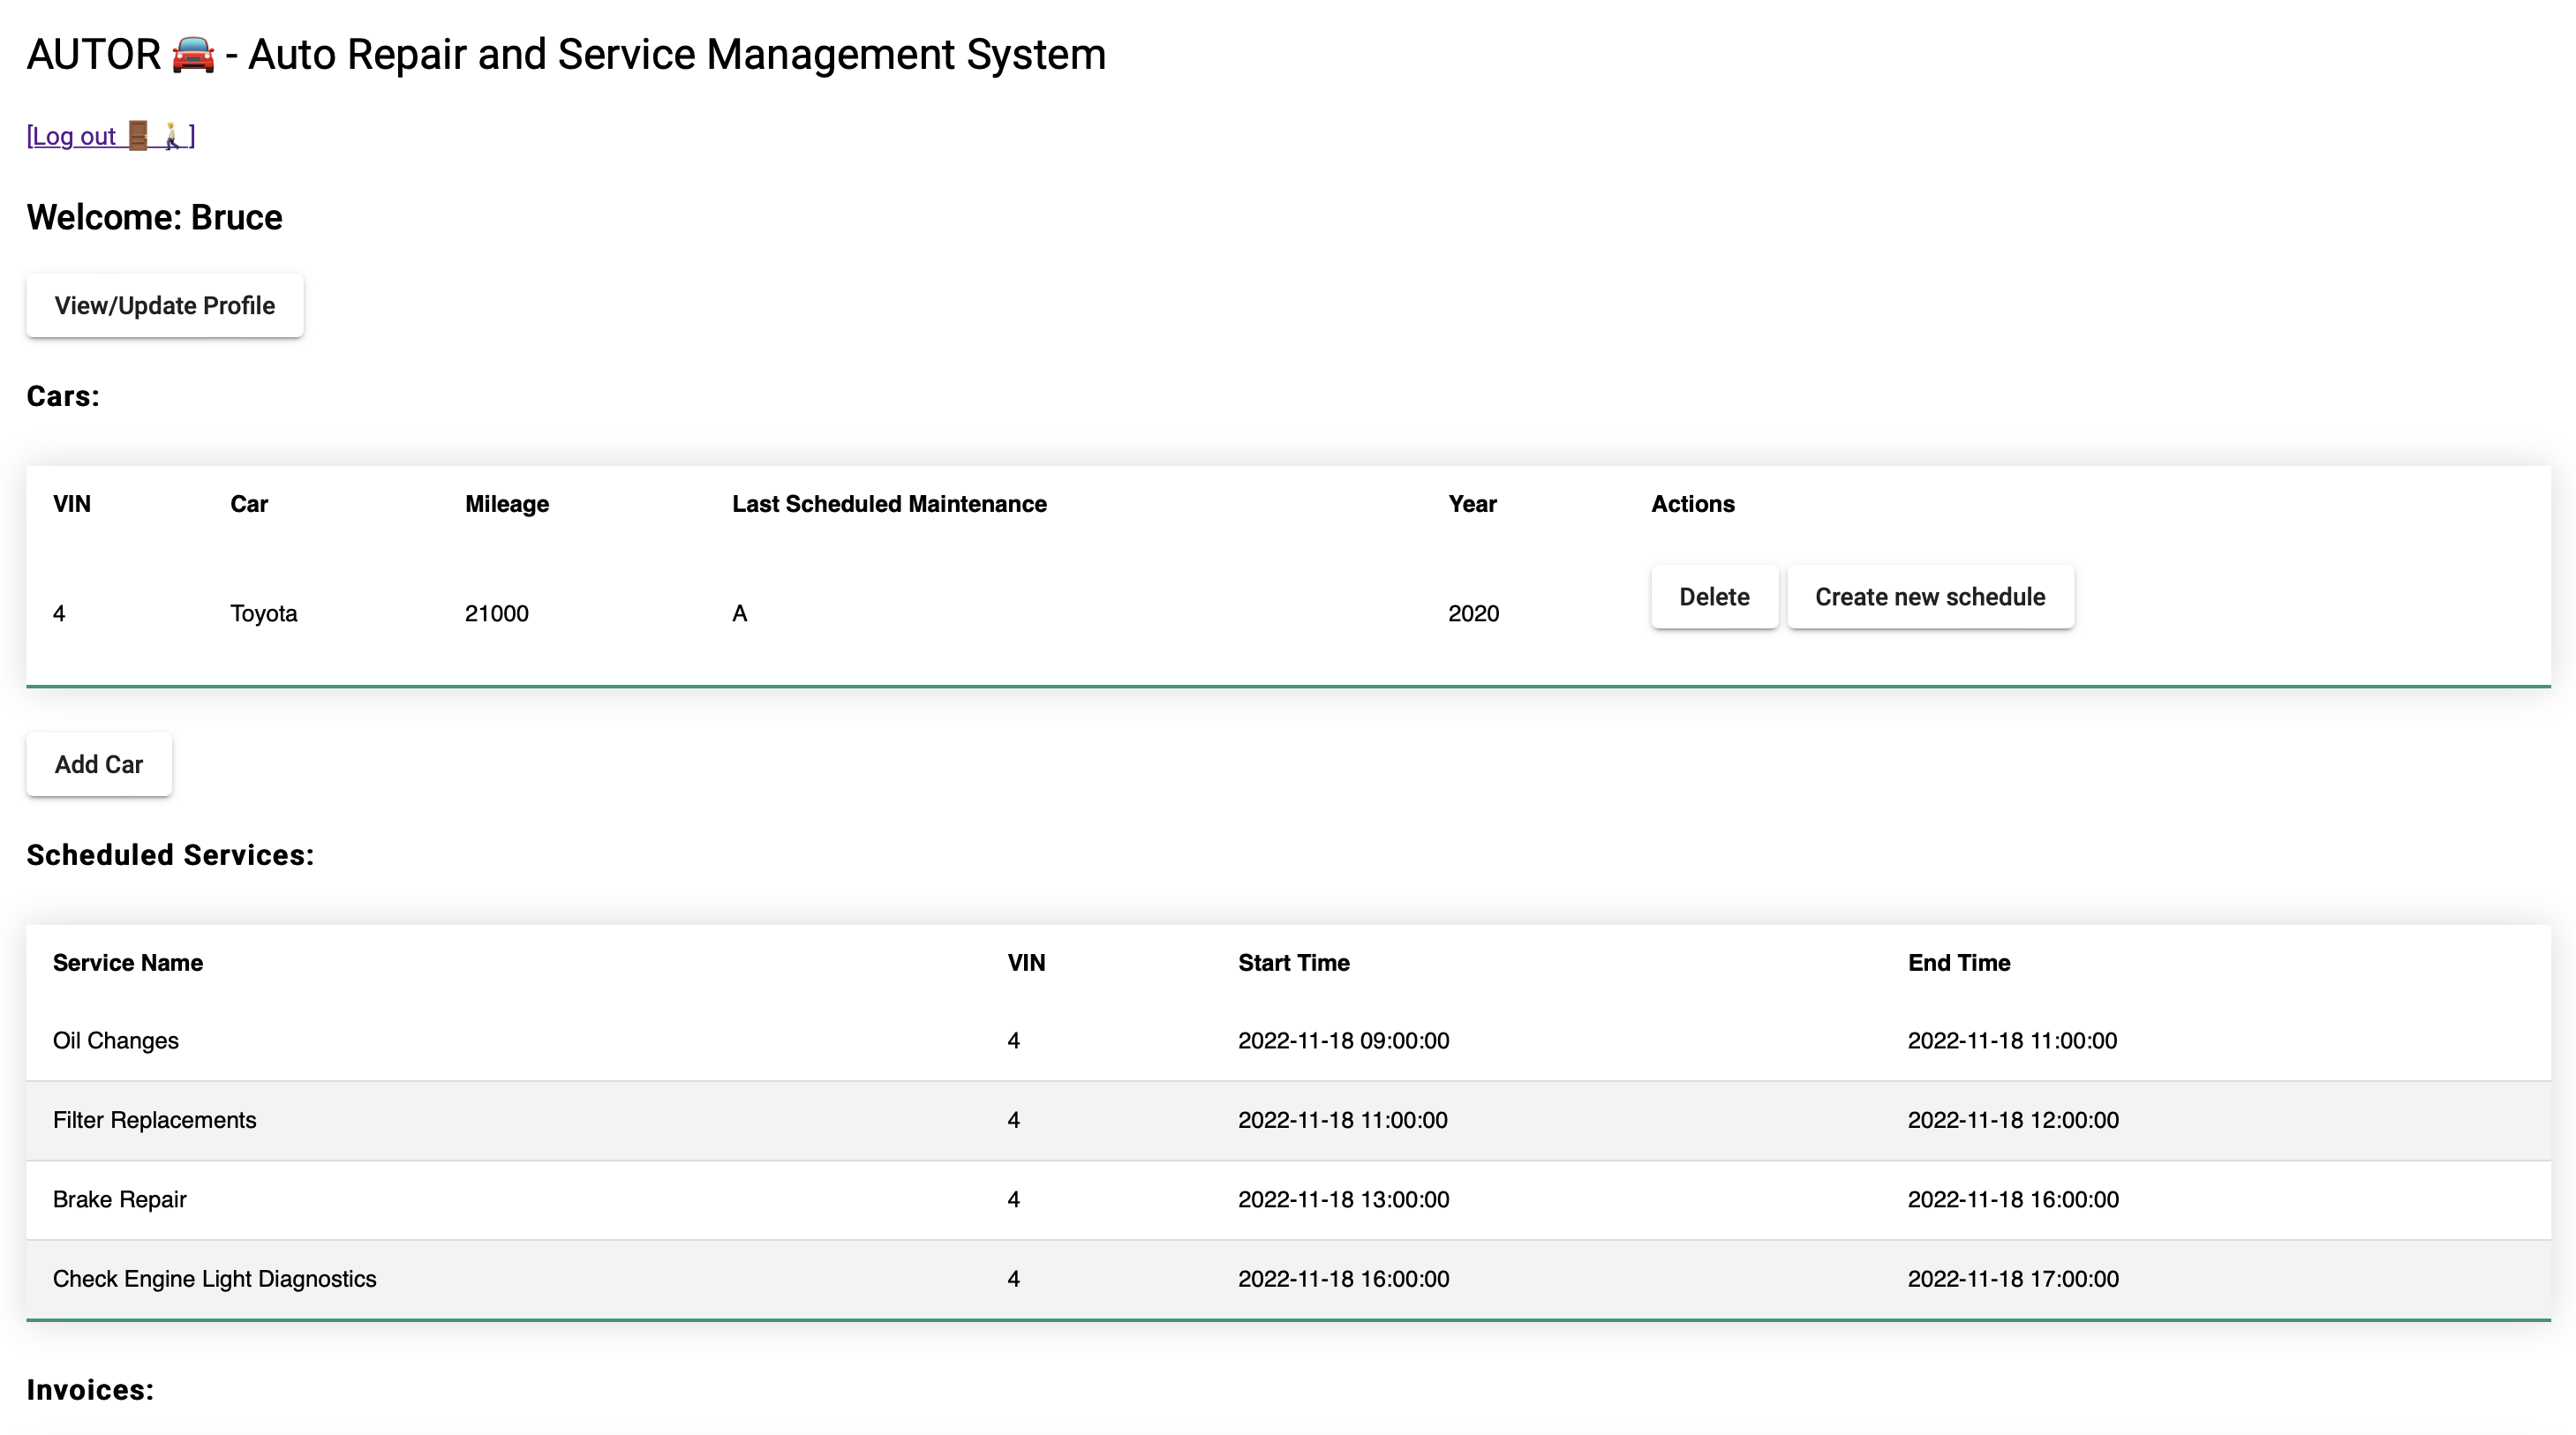 AUTOR 🚘 - Auto Repair and Service Management System
[Log out 🚪🚶]
Welcome: Bruce
View/Update Profile
Cars:
VIN Car Mileage Last Scheduled Maintenance Year Actions
4 Toyota 21000 A 2020 Delete Create new schedule
Add Car
Scheduled Services:
Service Name VIN Start Time End Time
Oil Changes 4 2022-11-18 09:00:00 2022-11-18 11:00:00
Filter Replacements 4 2022-11-18 11:00:00 2022-11-18 12:00:00
Brake Repair 4 2022-11-18 13:00:00 2022-11-18 16:00:00
Check Engine Light Diagnostics 4 2022-11-18 16:00:00 2022-11-18 17:00:00
Invoices: